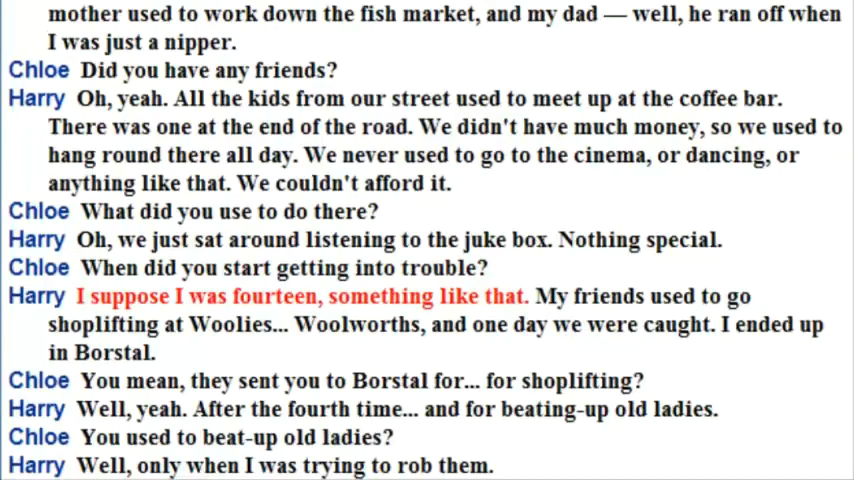 mother used to work down the fish market, and my dad — well, he ran off when
I was just a nipper.
Chloe Did you have any friends?
Harry Oh, yeah. All the kids from our street used to meet up at the coffee bar.
There was one at the end of the road. We didn't have much money, so we used to
hang round there all day. We never used to go to the cinema, or dancing, or
anything like that. We couldn't afford it.
Chloe What did you use to do there?
Harry Oh, we just sat around listening to the juke box. Nothing special.
Chloe When did you start getting into trouble?
Harry I suppose I was fourteen, something like that. My friends used to go
shoplifting at Woolies... Woolworths, and one day we were caught. I ended up
in Borstal.
Chloe You mean, they sent you to Borstal for... for shoplifting?
Harry Well, yeah. After the fourth time... and for beating-up old ladies.
Chloe You used to beat-up old ladies?
Harry Well, only when I was trying to rob them.